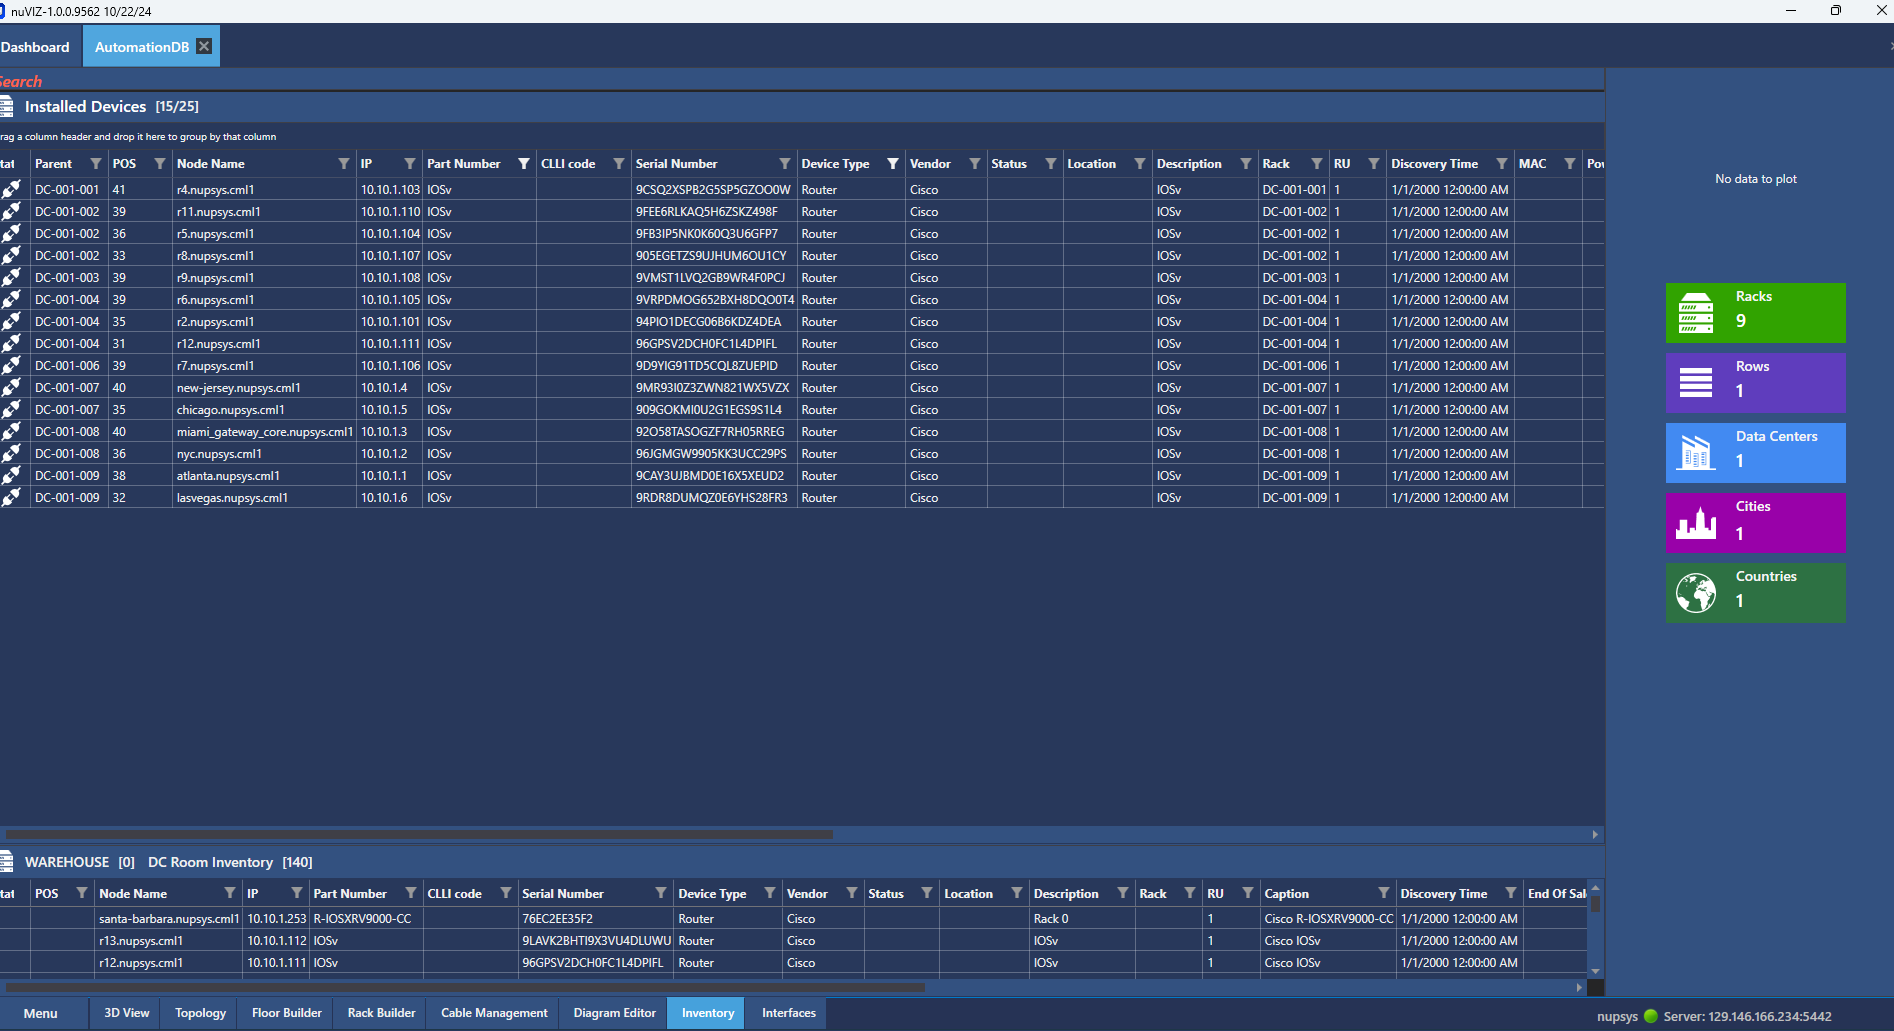 nuVIZ-1.0.0.9562 10/22/24
Dashboard AutomationDB
Search
Installed Devices [15/25]
rag a column header and drop it here to group by that column
tat Parent POS Node Name IP Part Number CLLI code Serial Number Device Type Vendor Status Location Description Rack RU Discovery Time MAC Pov
DC-001-001 41 r4.nupsys.cml1 10.10.1.103 IOSv 9CSQ2XSPB2G5SP5GZOO0W Router Cisco IOSv DC-001-001 1 1/1/2000 12:00:00 AM
DC-001-002 39 r11.nupsys.cml1 10.10.1.110 IOSv 9FEE6RLKAQ5H6ZSKZ498F Router Cisco IOSv DC-001-002 1 1/1/2000 12:00:00 AM
DC-001-002 36 r5.nupsys.cml1 10.10.1.104 IOSv 9FB3IP5NK0K60Q3U6GFP7 Router Cisco IOSv DC-001-002 1 1/1/2000 12:00:00 AM
DC-001-002 33 r8.nupsys.cml1 10.10.1.107 IOSv 905EGETZS9UJHUM6OU1CY Router Cisco IOSv DC-001-002 1 1/1/2000 12:00:00 AM
DC-001-003 39 r9.nupsys.cml1 10.10.1.108 IOSv 9VMST1LVQ2GB9WR4F0PCJ Router Cisco IOSv DC-001-003 1 1/1/2000 12:00:00 AM
DC-001-004 39 r6.nupsys.cml1 10.10.1.105 IOSv 9VRPDMOG652BXH8DQO0T4 Router Cisco IOSv DC-001-004 1 1/1/2000 12:00:00 AM
DC-001-004 35 r2.nupsys.cml1 10.10.1.101 IOSv 94PIO1DECG06B6KDZ4DEA Router Cisco IOSv DC-001-004 1 1/1/2000 12:00:00 AM
DC-001-004 31 r12.nupsys.cml1 10.10.1.111 IOSv 96GPSV2DCH0FC1L4DPIFL Router Cisco IOSv DC-001-004 1 1/1/2000 12:00:00 AM
DC-001-006 39 r7.nupsys.cml1 10.10.1.106 IOSv 9D9YIG91TD5CQL8ZUEPID Router Cisco IOSv DC-001-006 1 1/1/2000 12:00:00 AM
DC-001-007 40 new-jersey.nupsys.cml1 10.10.1.4 IOSv 9MR93I0Z3ZWN821WX5VZX Router Cisco IOSv DC-001-007 1 1/1/2000 12:00:00 AM
DC-001-007 35 chicago.nupsys.cml1 10.10.1.5 IOSv 909GOKMI0U2G1EGS9S1L4 Router Cisco IOSv DC-001-007 1 1/1/2000 12:00:00 AM
DC-001-008 40 miami_gateway_core.nupsys.cml1 10.10.1.3 IOSv 92O58TASOGZF7RH05RREG Router Cisco IOSv DC-001-008 1 1/1/2000 12:00:00 AM
DC-001-008 36 nyc.nupsys.cml1 10.10.1.2 IOSv 96JGMGW9905KK3UCC29PS Router Cisco IOSv DC-001-008 1 1/1/2000 12:00:00 AM
DC-001-009 38 atlanta.nupsys.cml1 10.10.1.1 IOSv 9CAY3UJBMD0E16X5XEUD2 Router Cisco IOSv DC-001-009 1 1/1/2000 12:00:00 AM
DC-001-009 32 lasvegas.nupsys.cml1 10.10.1.6 IOSv 9RDR8DUMQZ0E6YHS28FR3 Router Cisco IOSv DC-001-009 1 1/1/2000 12:00:00 AM
No data to plot
Racks
9
Rows
1
Data Centers
1
Cities
1
Countries
1
WAREHOUSE [0] DC Room Inventory [140]
tat POS Node Name IP Part Number CLLI code Serial Number Device Type Vendor Status Location Description Rack RU Caption Discovery Time End Of Sal
santa-barbara.nupsys.cml1 10.10.1.253 R-IOSXRV9000-CC 76EC2EE35F2 Router Cisco Rack 0 1 Cisco R-IOSXRV9000-CC 1/1/2000 12:00:00 AM
r13.nupsys.cml1 10.10.1.112 IOSv 9LAVK2BHTI9X3VU4DLUWU Router Cisco IOSv 1 Cisco IOSv 1/1/2000 12:00:00 AM
r12.nupsys.cml1 10.10.1.111 IOSv 96GPSV2DCH0FC1L4DPIFL Router Cisco IOSv 1 Cisco IOSv 1/1/2000 12:00:00 AM
Menu 3D View Topology Floor Builder Rack Builder Cable Management Diagram Editor Inventory Interfaces
nupsys Server: 129.146.166.234:5442